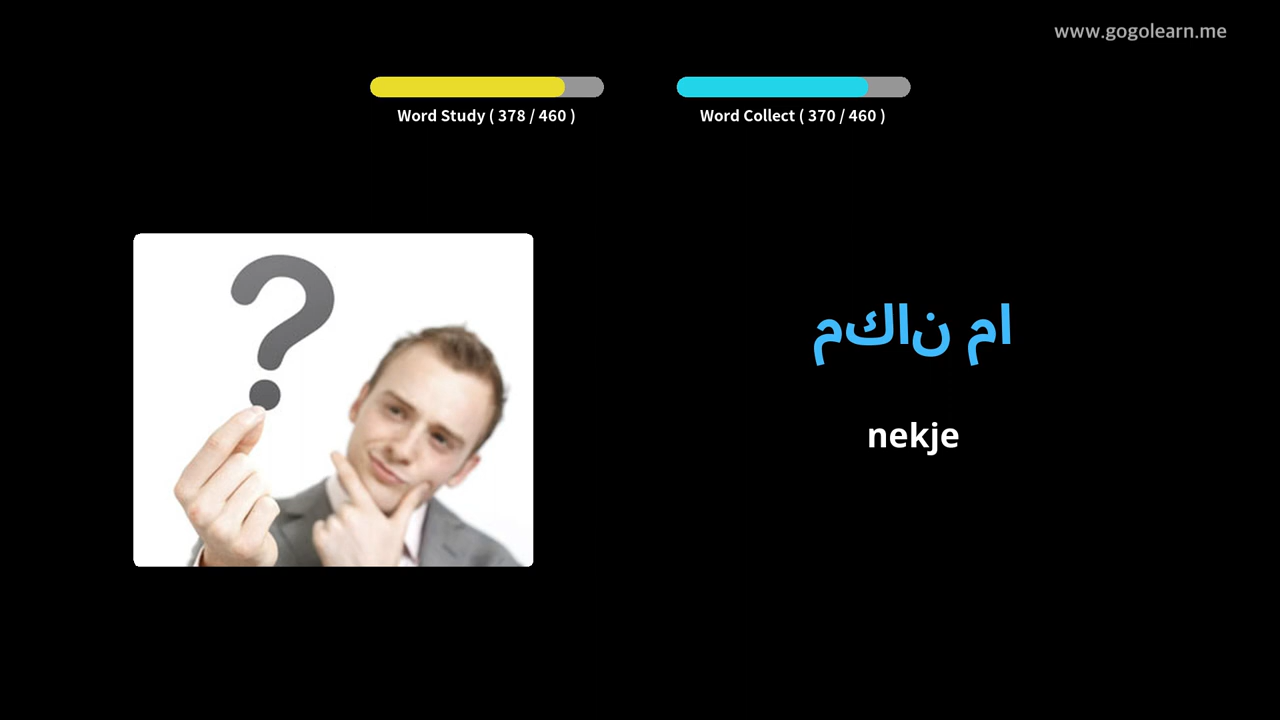 www.gogolearn.me
Word Study ( 378 / 460 )
Word Collect ( 370 / 460 )
مكان ما
nekje